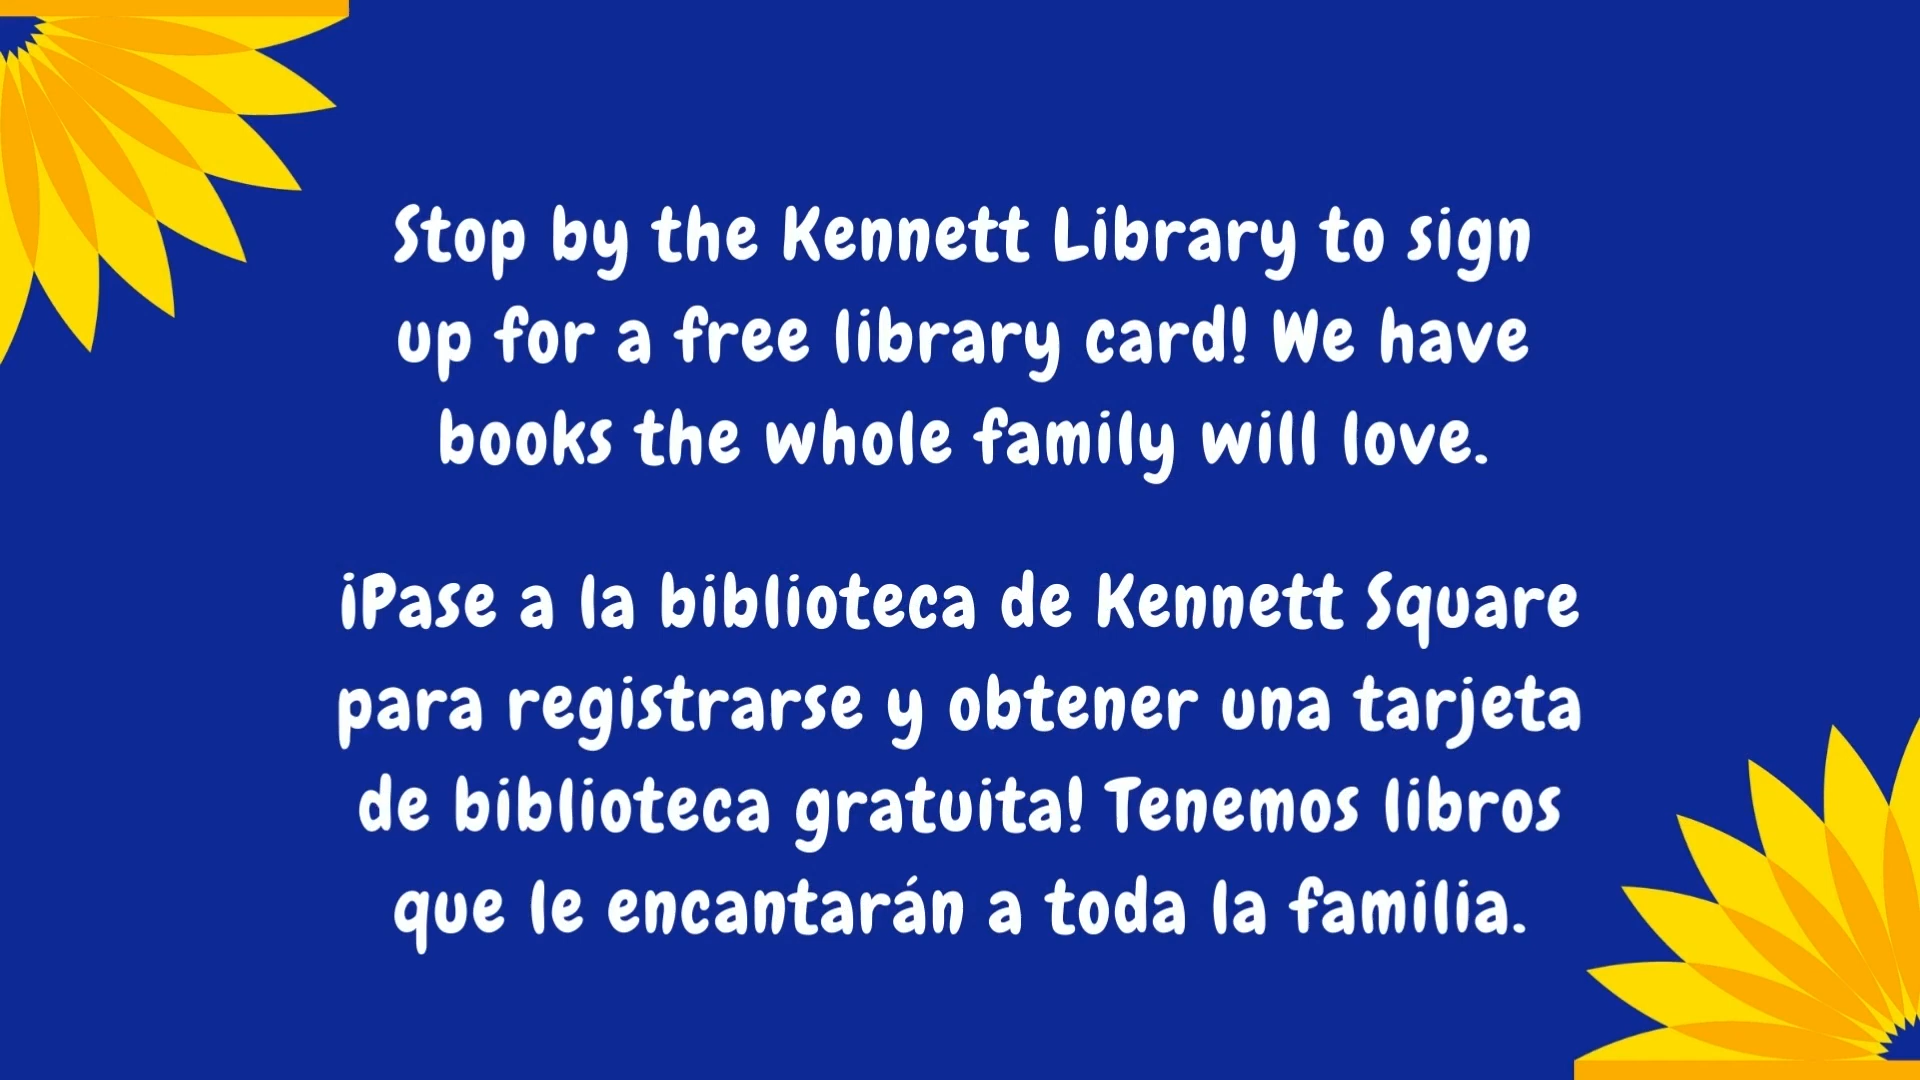 Stop by the Kennett Library to sign
up for a free library card! We have
books the whole family will love.
¡Pase a la biblioteca de Kennett Square
para registrarse y obtener una tarjeta
de biblioteca gratuita! Tenemos libros
que le encantarán a toda la familia.